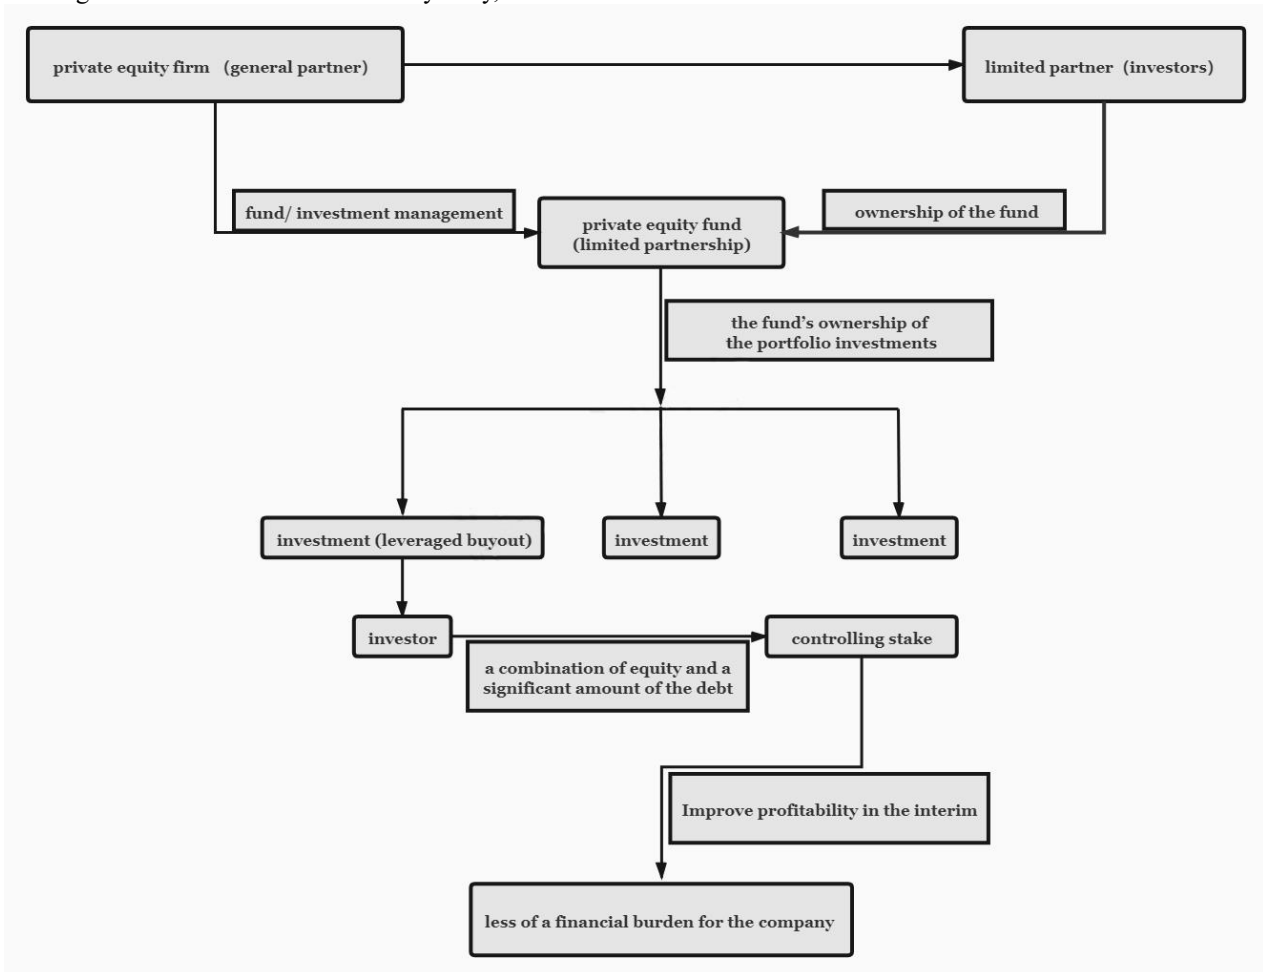 private equity firm (general partner)
limited partner (investors)
fund/ investment management
ownership of the fund
private equity fund
(limited partnership)
the fund's ownership of
the portfolio investments
investment (leveraged buyout)
investment
investment
investor
controlling stake
a combination of equity and a
significant amount of the debt
Improve profitability in the interim
less of a financial burden for the company